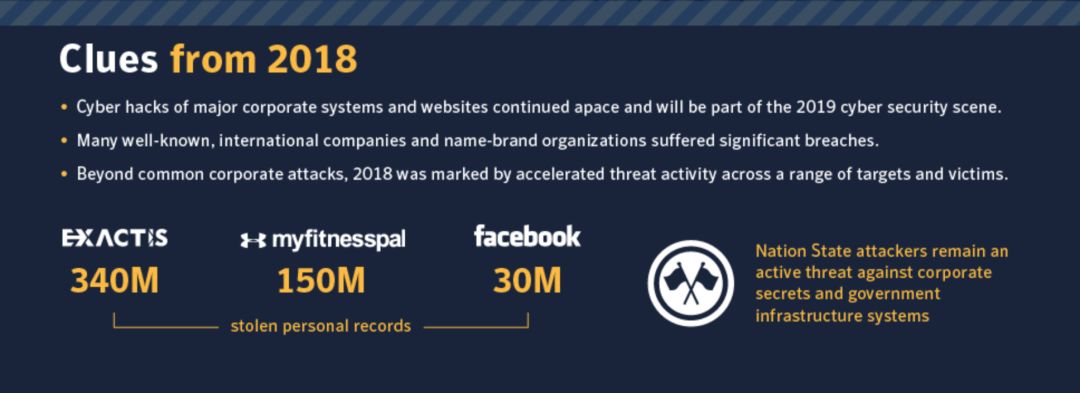 Clues from 2018
• Cyber hacks of major corporate systems and websites continued apace and will be part of the 2019 cyber security scene.
• Many well-known, international companies and name-brand organizations suffered significant breaches.
• Beyond common corporate attacks, 2018 was marked by accelerated threat activity across a range of targets and victims.
EXACTIS
340M
myfitnesspal
150M
facebook
30M
stolen personal records
Nation State attackers remain an
active threat against corporate
secrets and government
infrastructure systems